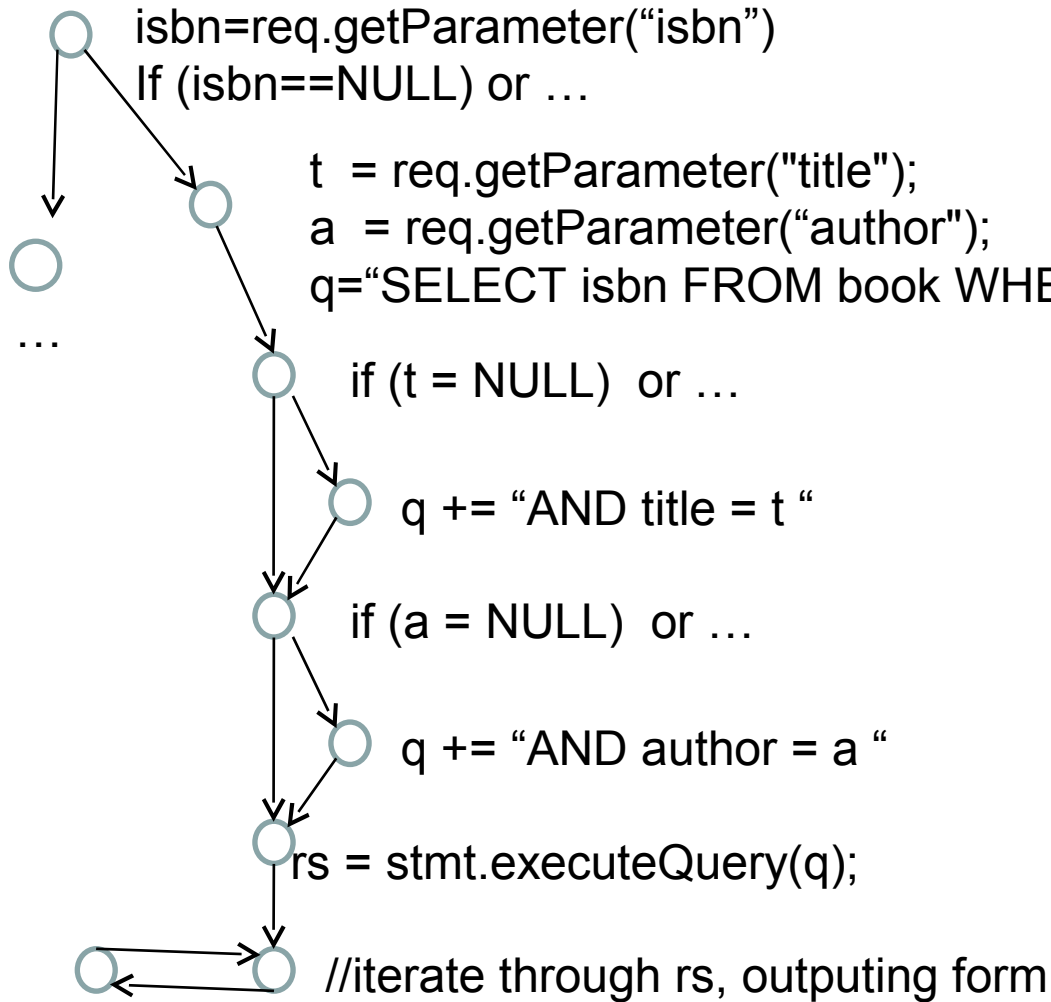 isbn=req.getParameter(“isbn”)
If (isbn==NULL) or …
t = req.getParameter("title");
a = req.getParameter(“author");
q=“SELECT isbn FROM book WHE
…
if (t = NULL) or …
q += “AND title = t “
if (a = NULL) or …
q += “AND author = a “
rs = stmt.executeQuery(q);
//iterate through rs, outputing form